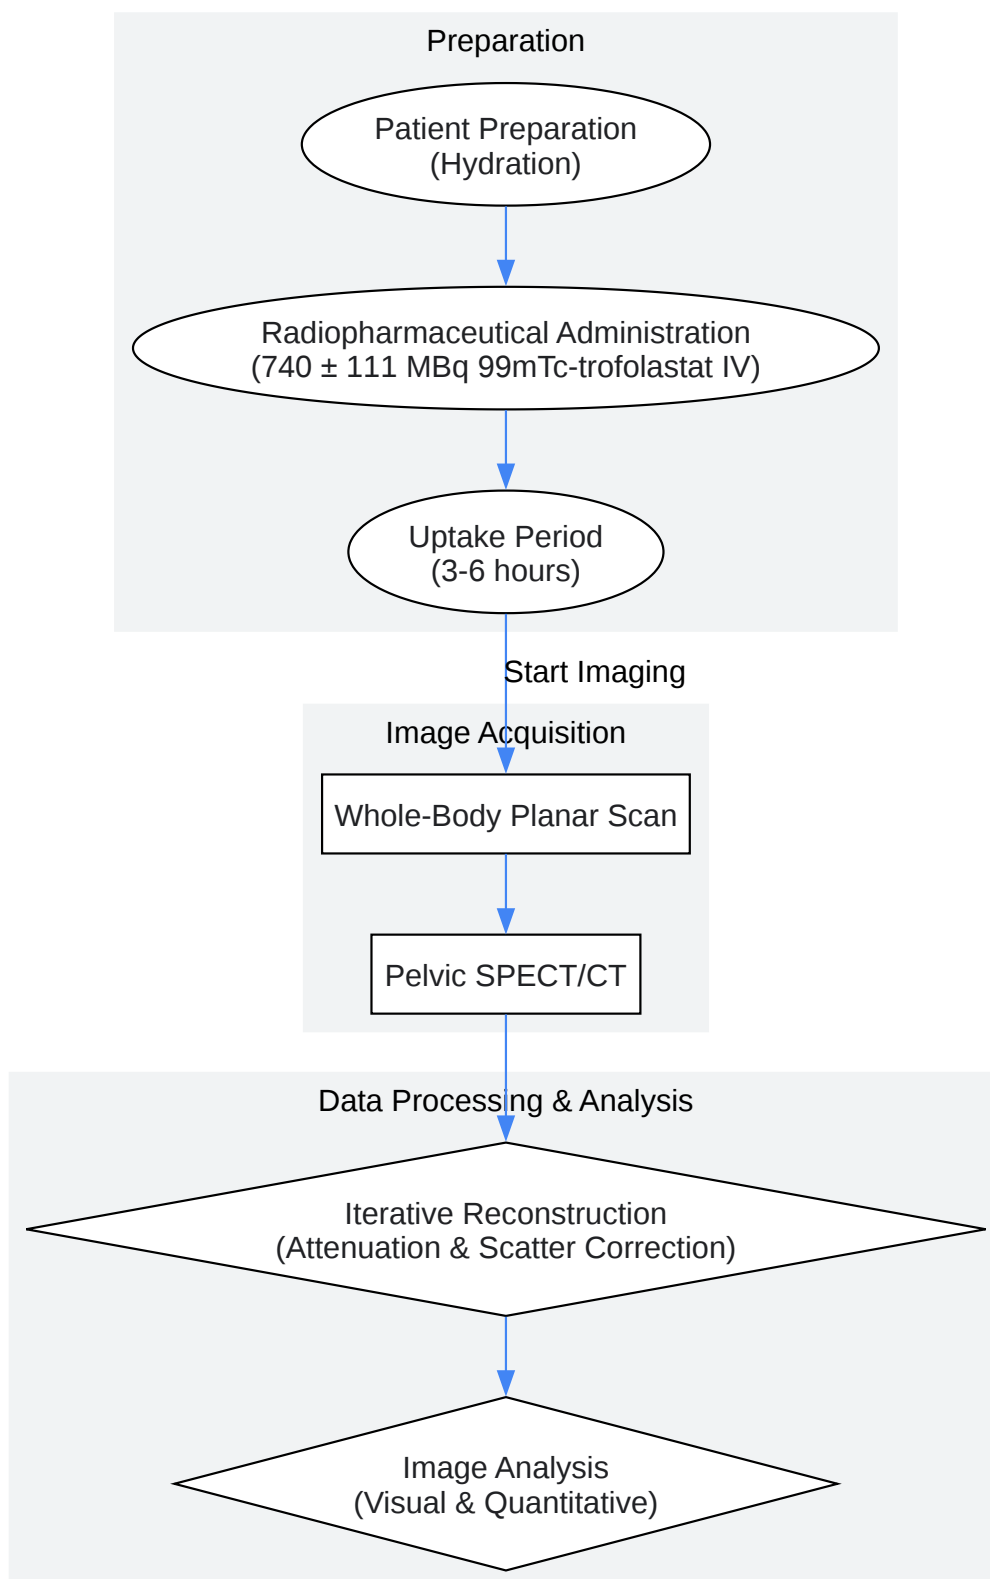 Preparation
Patient Preparation
(Hydration)
Radiopharmaceutical Administration
(740 ± 111 MBq 99mTc-trofolastat IV)
Uptake Period
(3-6 hours)
Start Imaging
Image Acquisition
Whole-Body Planar Scan
Pelvic SPECT/CT
Data Processing & Analysis
Iterative Reconstruction
(Attenuation & Scatter Correction)
Image Analysis
(Visual & Quantitative)